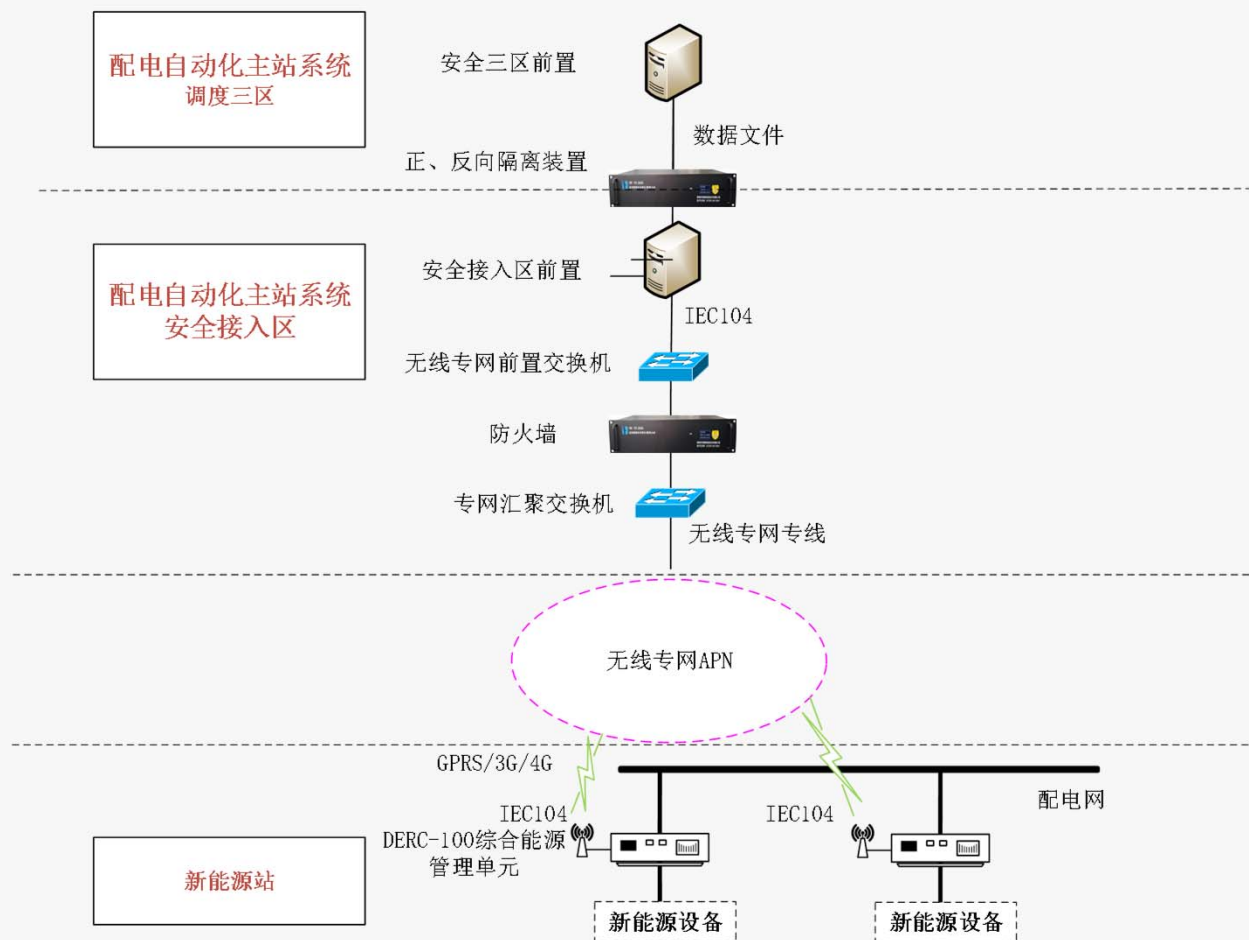 配电自动化主站系统
调度三区
安全三区前置
数据文件
正、反向隔离装置
配电自动化主站系统
安全接入区
安全接入区前置
IEC104
无线专网前置交换机
防火墙
专网汇聚交换机
无线专网专线
无线专网APN
GPRS/3G/4G
配电网
IEC104
IEC104
DERC-100综合能源
管理单元
新能源站
新能源设备
新能源设备